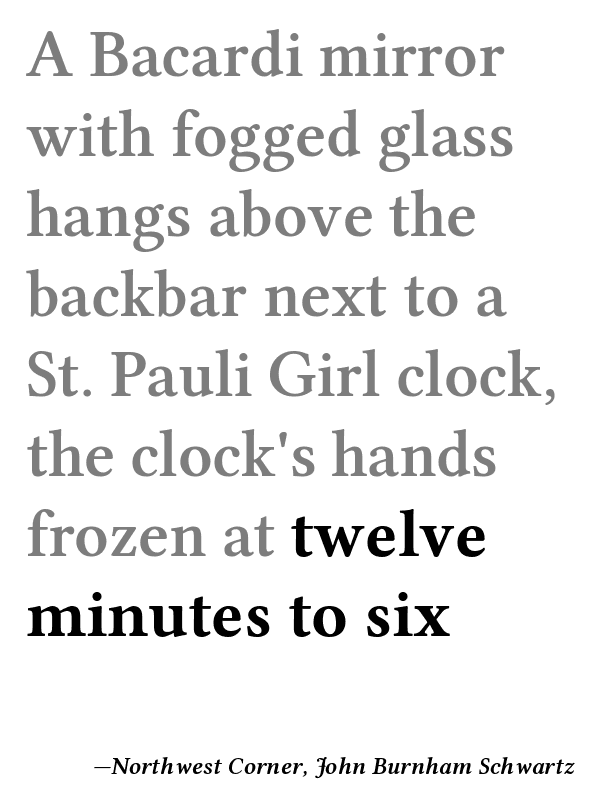 A Bacardi mirror
with fogged glass
hangs above the
backbar next to a
St. Pauli Girl clock,
the clock's hands
frozen at twelve
minutes to six
—Northwest Corner, John Burnham Schwartz